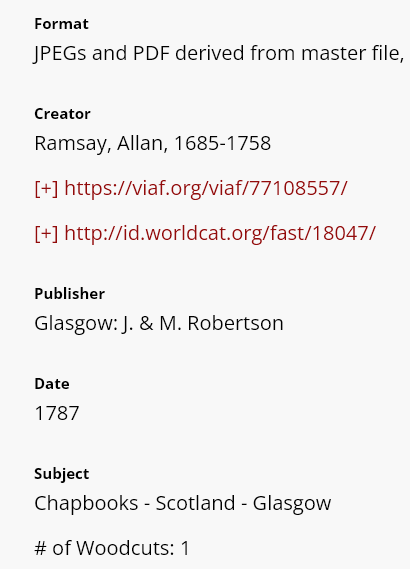 Format
JPEGs and PDF derived from master file,
Creator
Ramsay, Allan, 1685-1758
[+] https://viaf.org/viaf/77108557/
[+] http://id.worldcat.org/fast/18047/
Publisher
Glasgow: J. & M. Robertson
Date
1787
Subject
Chapbooks - Scotland - Glasgow
# of Woodcuts: 1